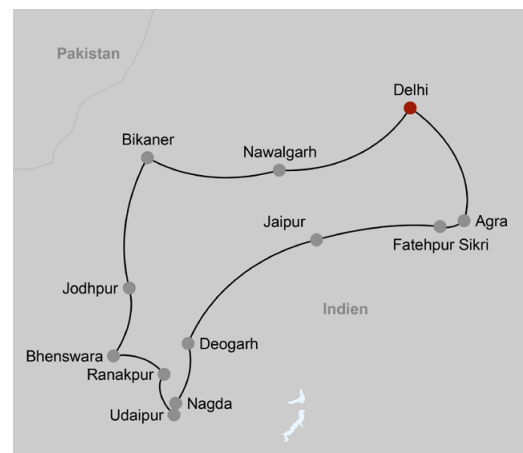 Pakistan
Delhi
Bikaner
Nawalgarh
Jaipur
Agra
Fatehpur Sikri
Jodhpur
Indien
Deogarh
Bhenswara
Ranakpur
Nagda
Udaipur